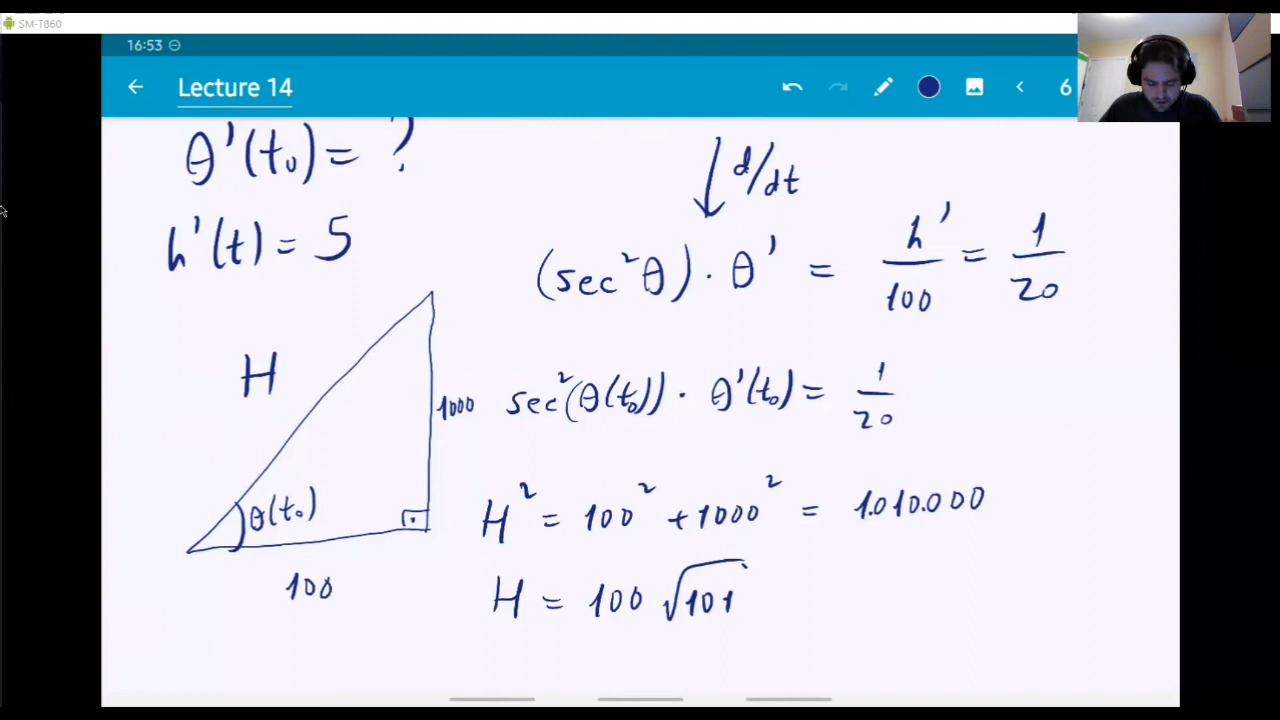 SM-T860
16:53
Lecture 14
6
θ'(t₀) = ?
d/dt
h'(t) = 5
(sec²θ) · θ' = h'/100 = 1/20
H
1000
sec²(θ(t₀)) · θ'(t₀) = 1/20
θ(t₀)
H² = 100² + 1000² = 1.010.000
100
H = 100 √101